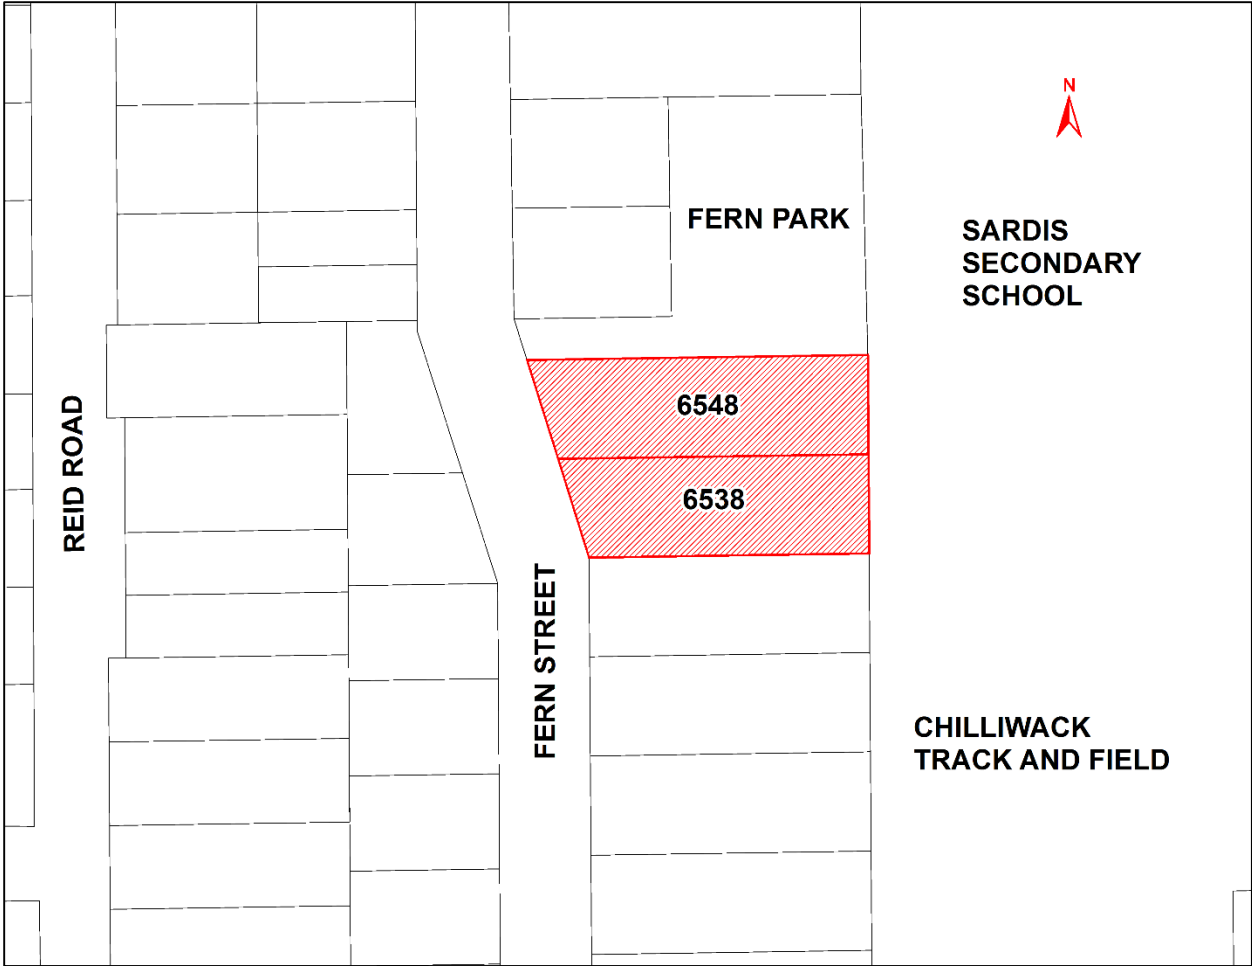 N
FERN PARK
SARDIS
SECONDARY
SCHOOL
6548
REID ROAD
6538
FERN STREET
CHILLIWACK
TRACK AND FIELD